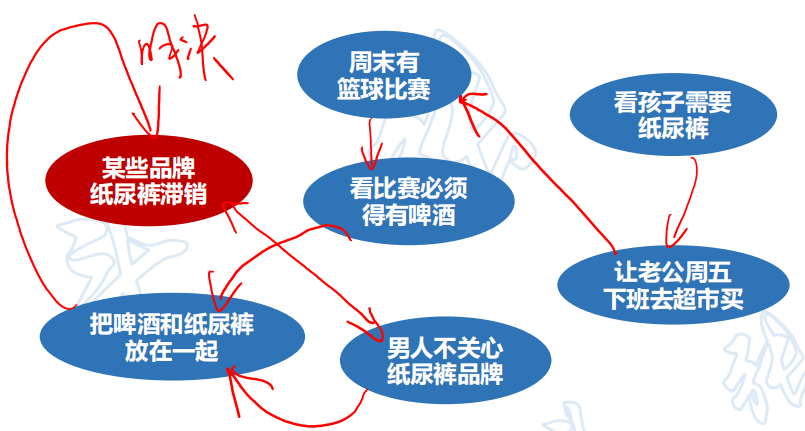 周末有
篮球比赛
看孩子需要
纸尿裤
某些品牌
纸尿裤滞销
看比赛必须
得有啤酒
让老公周五
下班去超市买
把啤酒和纸尿裤
放在一起
男人不关心
纸尿裤品牌